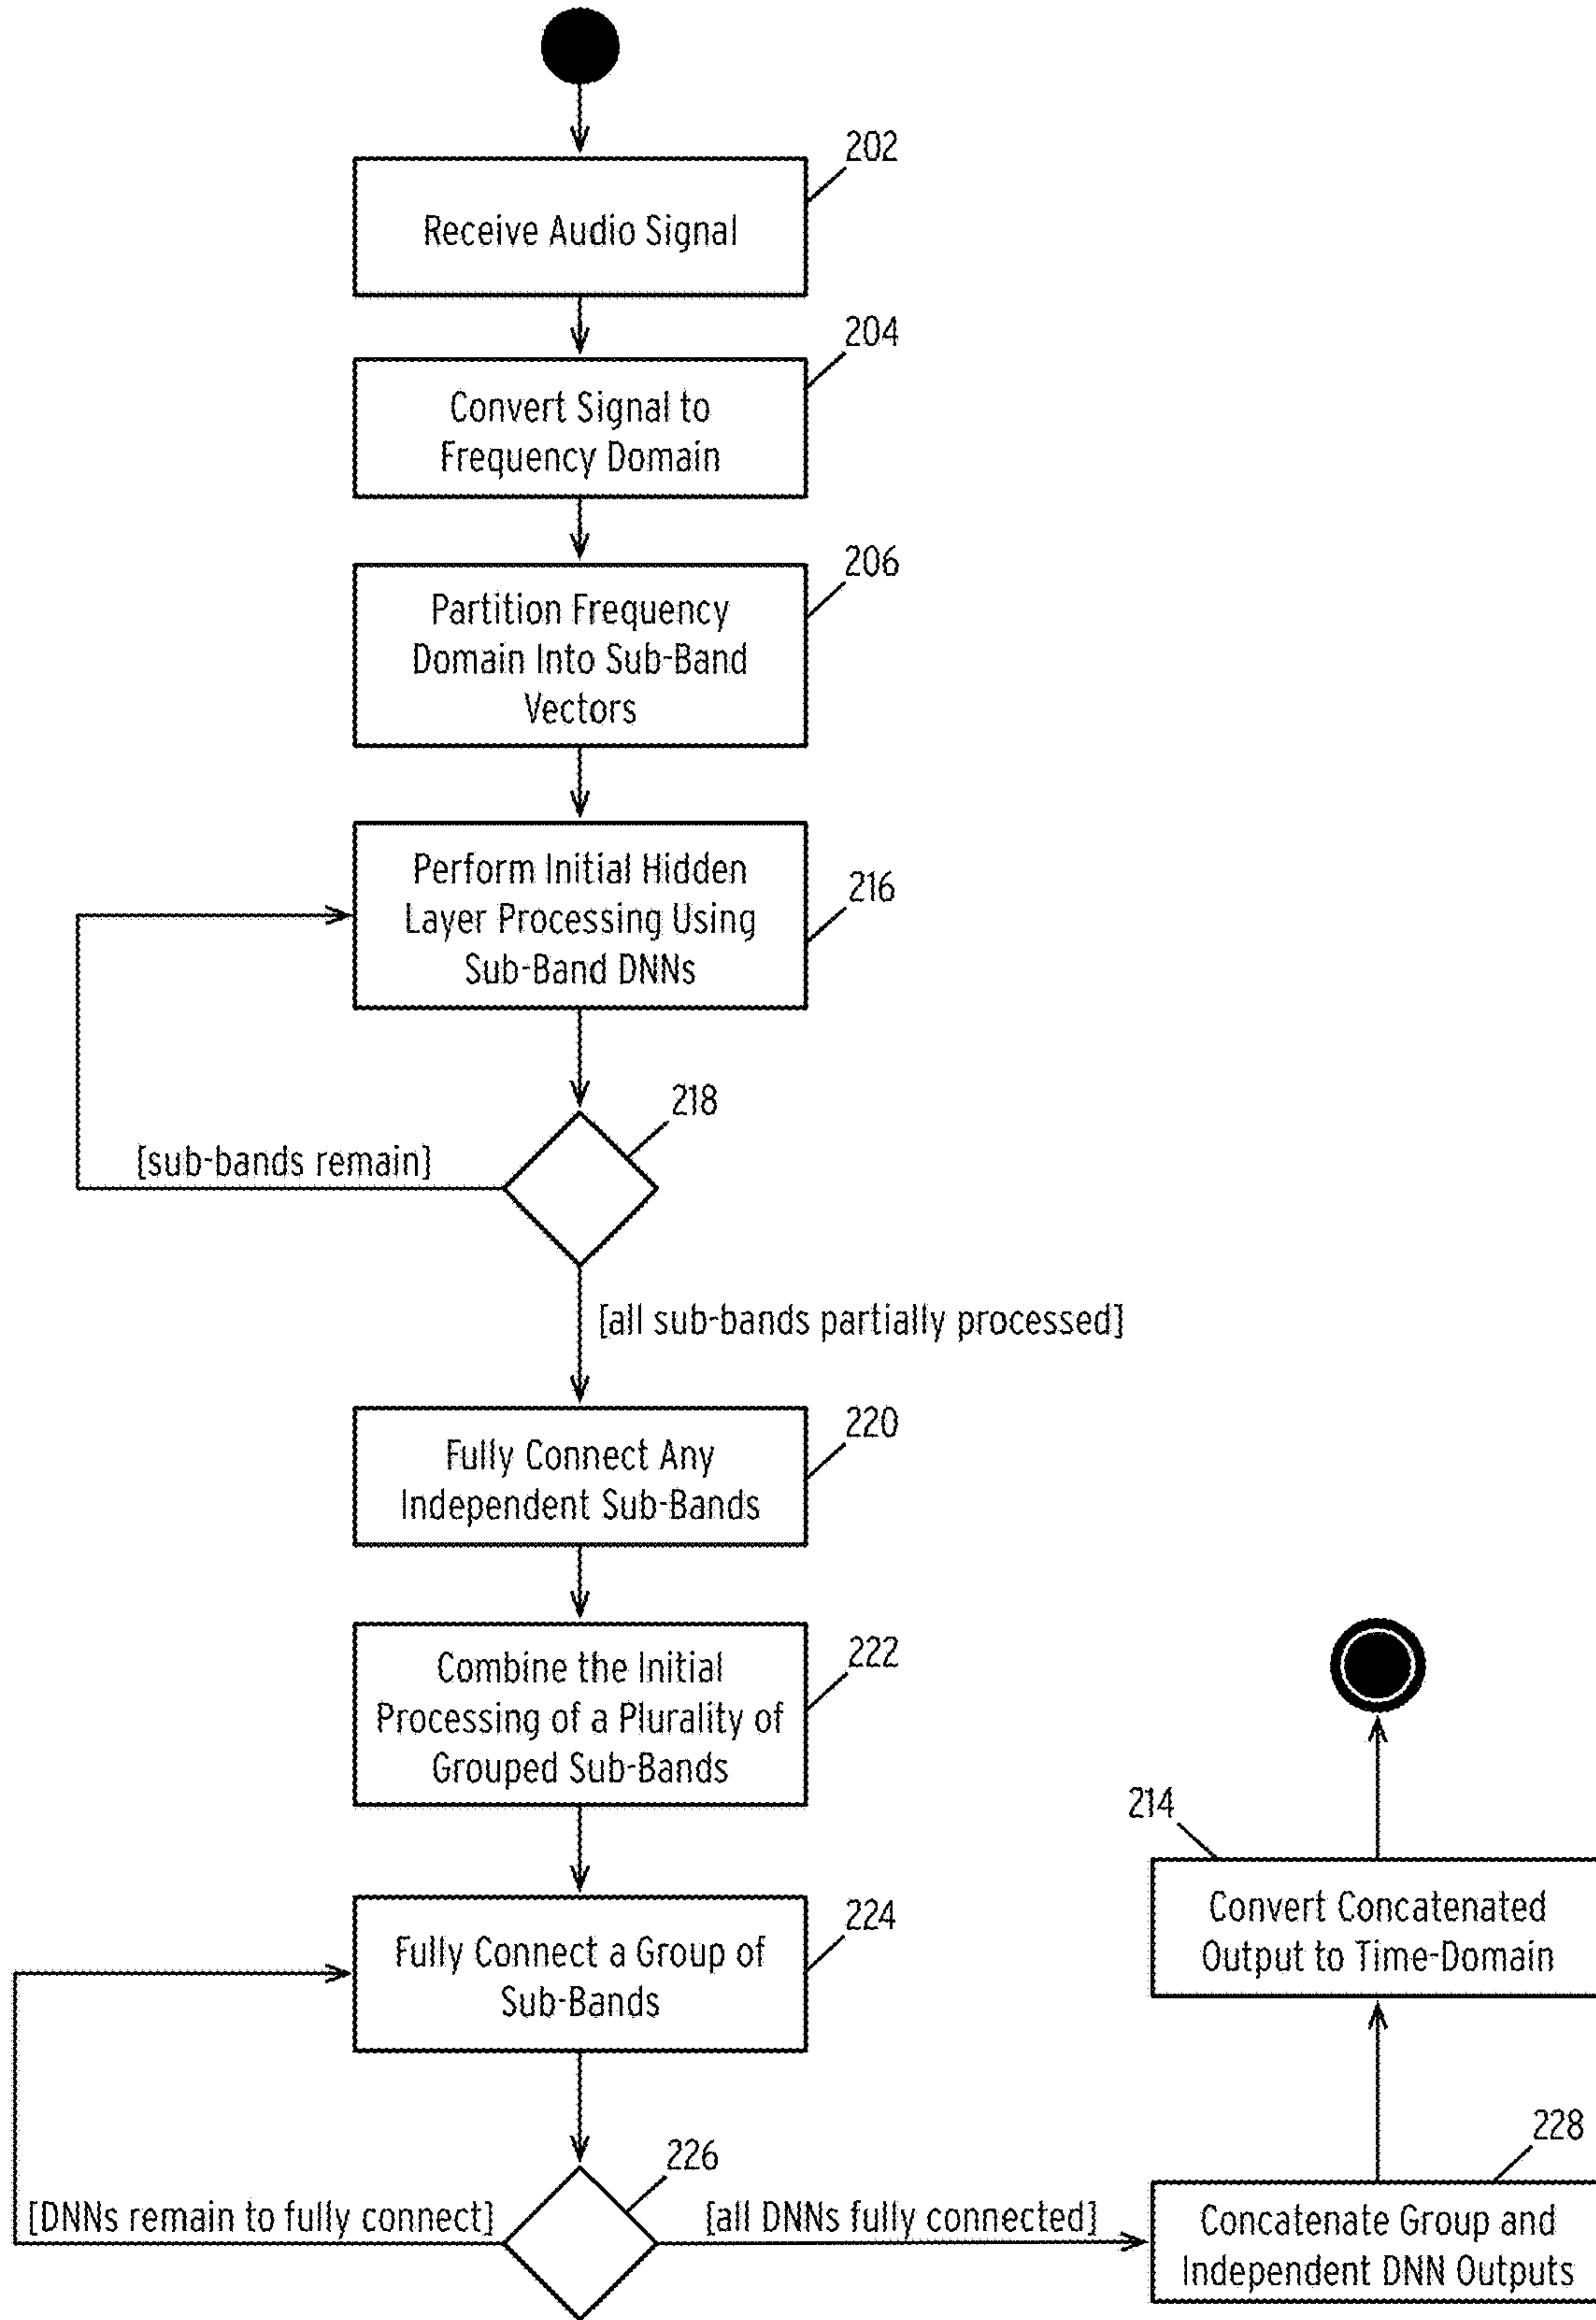 202
Receive Audio Signal
204
Convert Signal to
Frequency Domain
206
Partition Frequency
Domain Into Sub-Band
Vectors
216
Perform Initial Hidden
Layer Processing Using
Sub-Band DNNs
218
[sub-bands remain]
[all sub-bands partially processed]
220
Fully Connect Any
Independent Sub-Bands
222
Combine the Initial
Processing of a Plurality of
Grouped Sub-Bands
224
Fully Connect a Group of
Sub-Bands
226
[DNNs remain to fully connect]
[all DNNs fully connected]
228
Concatenate Group and
Independent DNN Outputs
214
Convert Concatenated
Output to Time-Domain